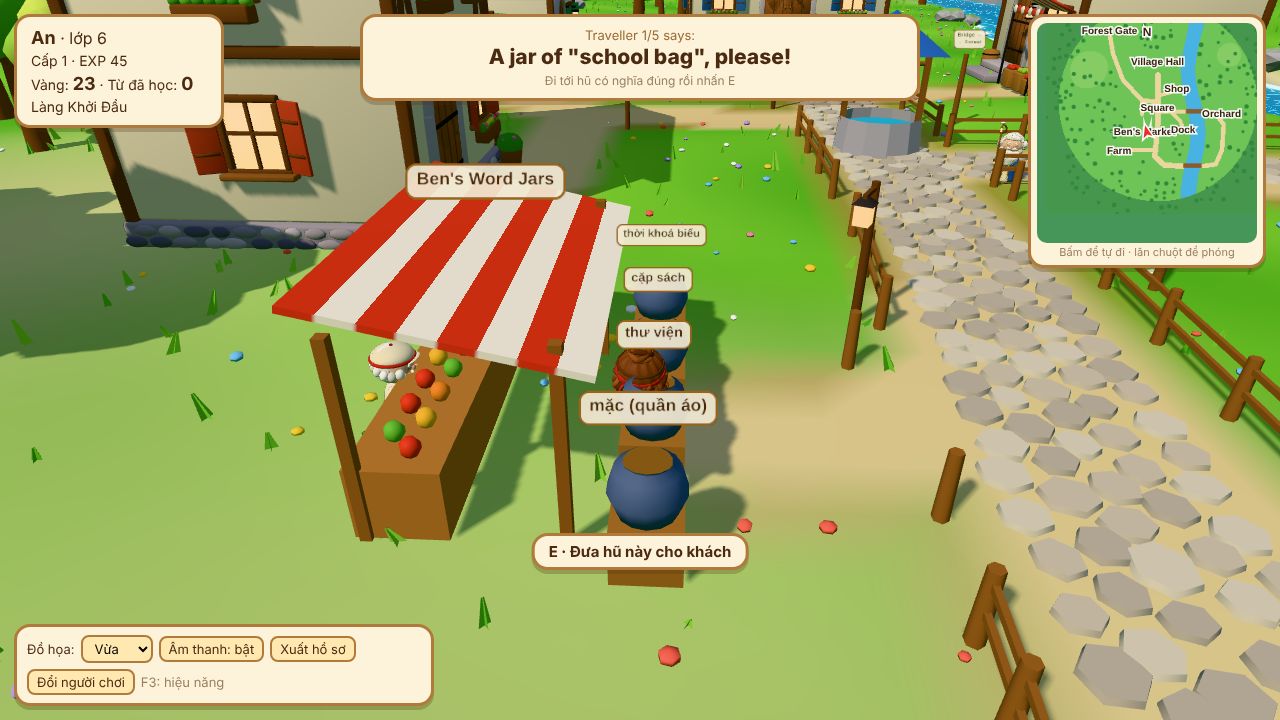 An · lớp 6
Cấp 1 · EXP 45
Vàng: 23 · Từ đã học: 0
Làng Khởi Đầu
Traveller 1/5 says:
A jar of "school bag", please!
Đi tới hũ có nghĩa đúng rồi nhấn E
Forest Gate N
Village Hall
Shop
Square
Orchard
Ben's
Dock
Farm
Bấm để tự đi · lăn chuột để phóng
Ben's Word Jars
thời khoá biểu
cặp sách
thư viện
mặc (quần áo)
E · Đưa hũ này cho khách
Đồ họa: Vừa Âm thanh: bật Xuất hồ sơ
Đổi người chơi F3: hiệu năng